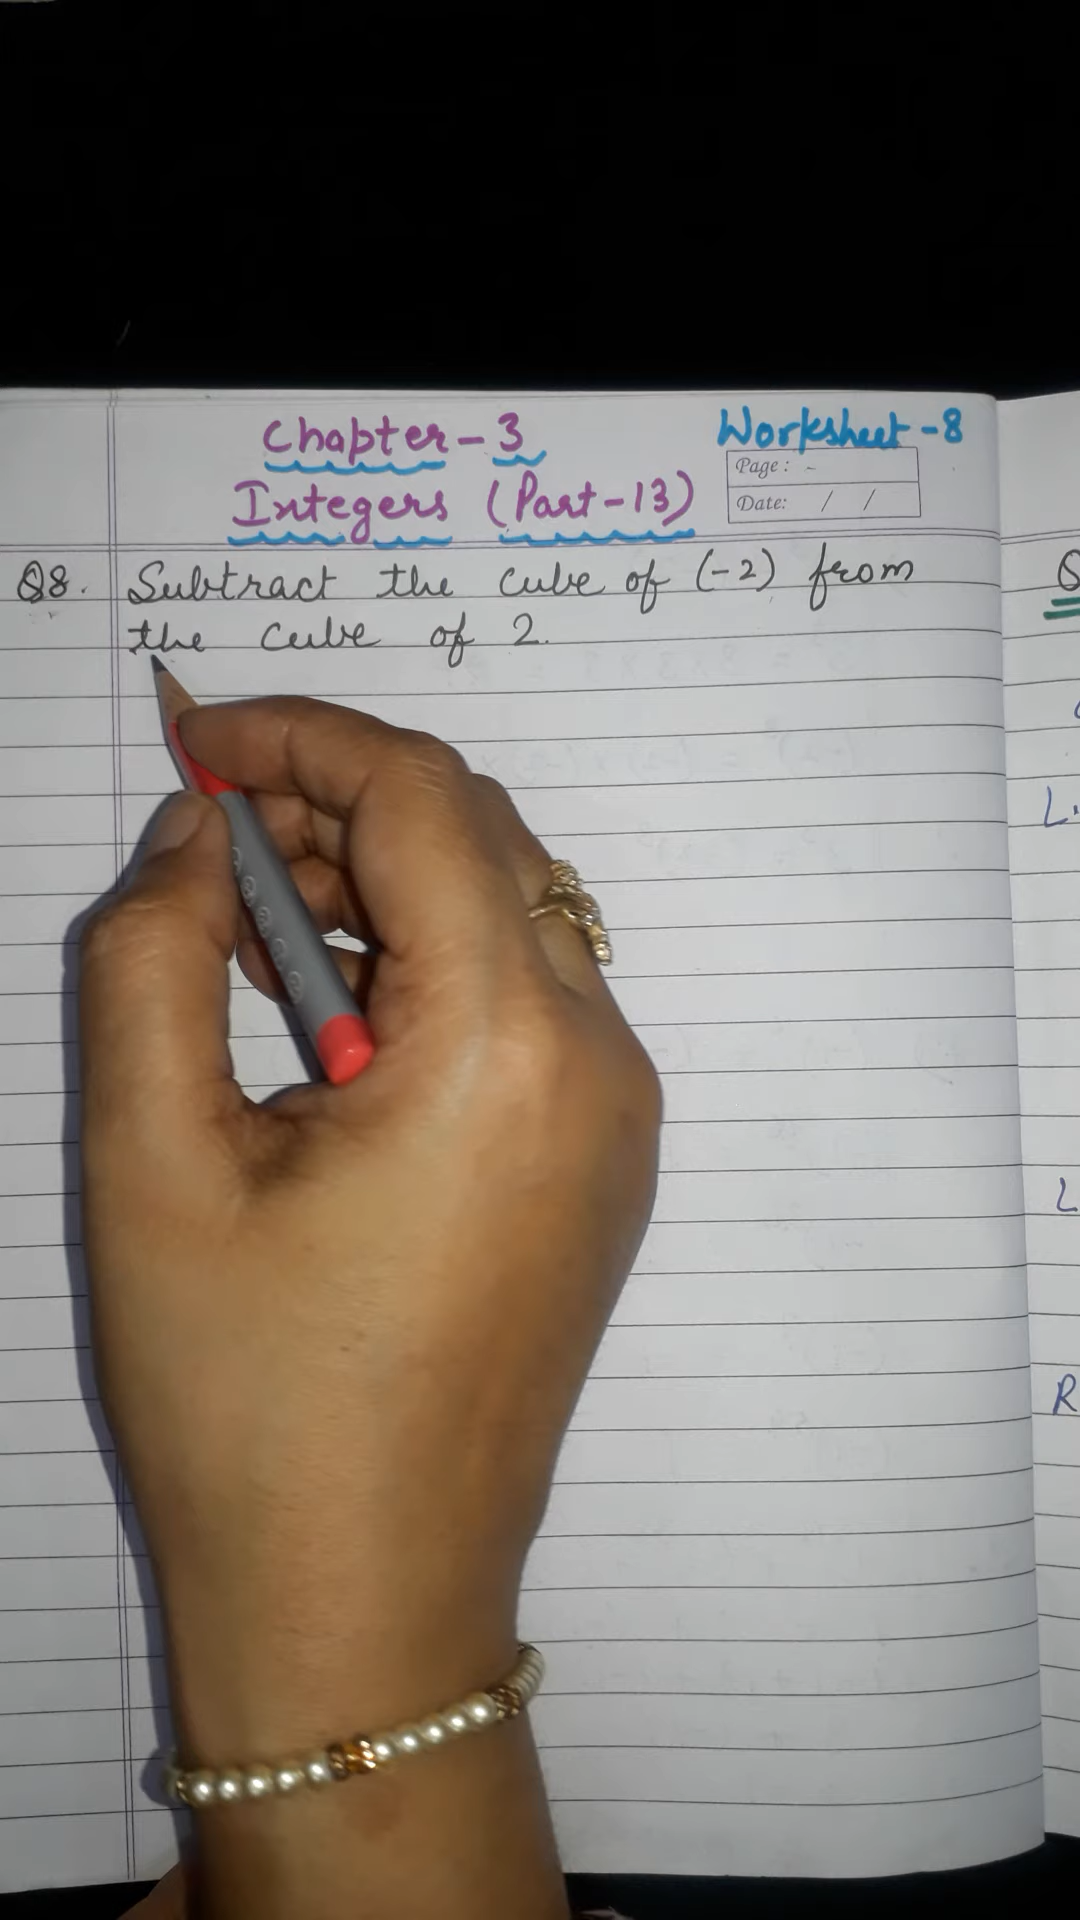 Chapter-3
Worksheet-8
Integers (Part-13)
Page: -
Date: / /
Q8. Subtract the cube of (-2) from
the cube of 2.
L
R